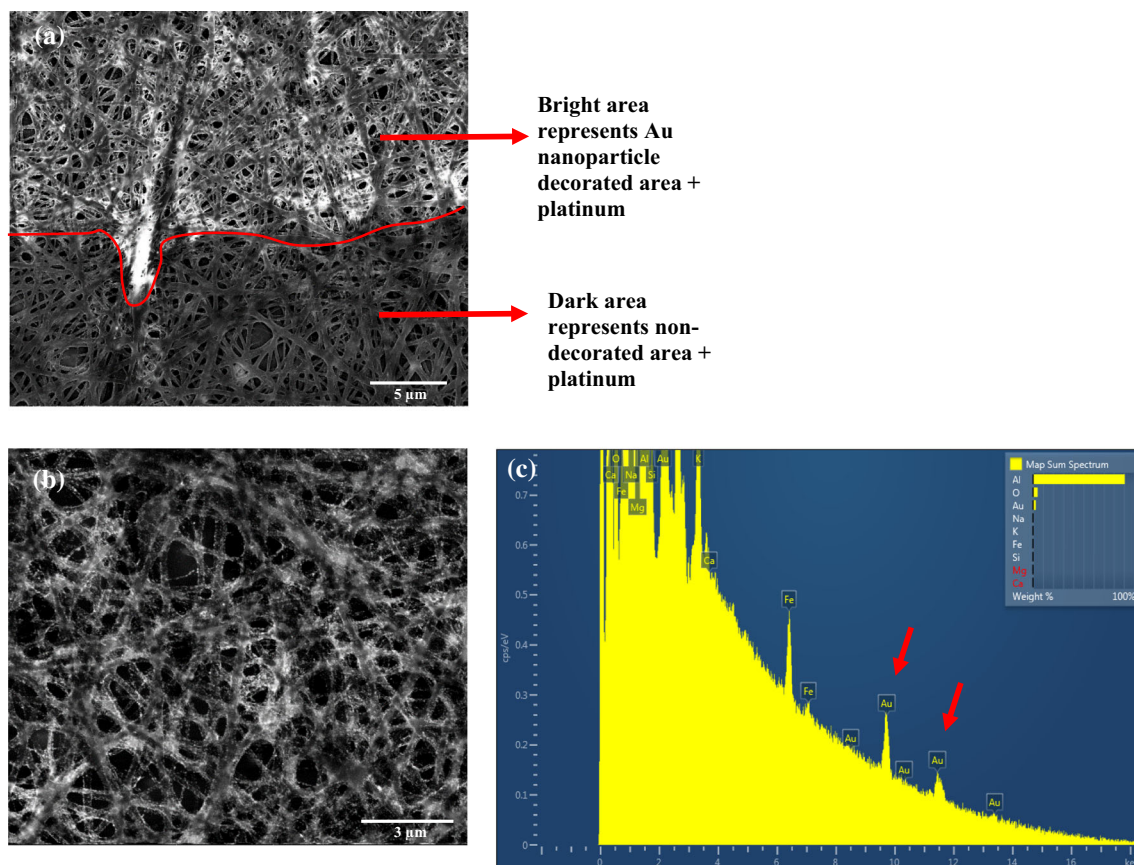 (a)
Bright area
represents Au
nanoparticle
decorated area +
platinum
Dark area
represents non-
decorated area +
platinum
5 μm
(b)
3 μm
(c)
Map Sum Spectrum
Al
O
Au
Na
K
Fe
Si
Mg
Ca
Weight % 100%
O Al Au K
Ca Na Si
Fe
Mg
Ca
Fe
Fe
Au
Au
Au
Au
Au
cps/eV
0.7
0.6
0.5
0.4
0.3
0.2
0.1
0
0 2 4 6 8 10 12 14 16